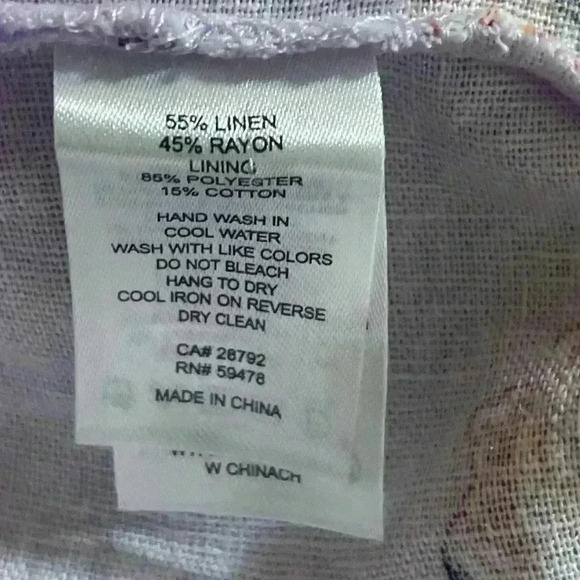 55% LINEN
45% RAYON
LINING
85% POLYESTER
15% COTTON
HAND WASH IN
COOL WATER
WASH WITH LIKE COLORS
DO NOT BLEACH
HANG TO DRY
COOL IRON ON REVERSE
DRY CLEAN
CA# 28792
RN# 59478
MADE IN CHINA
W CHINACH